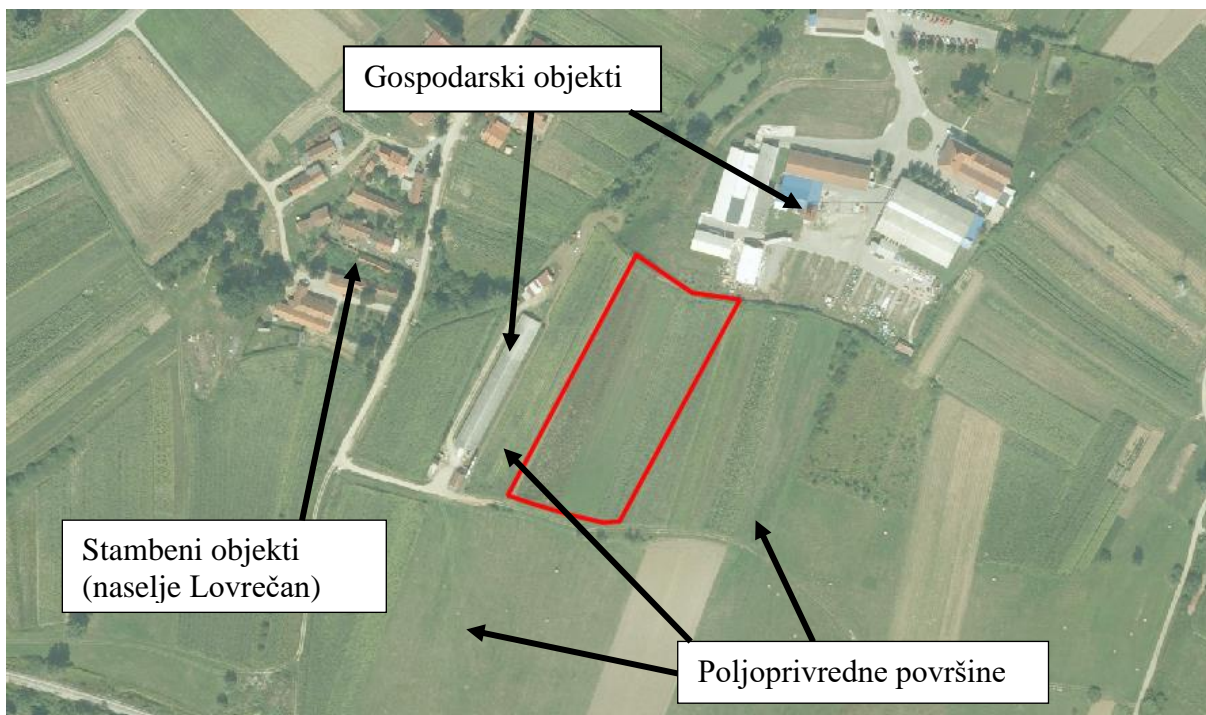 Gospodarski objekti
Stambeni objekti
(naselje Lovrečan)
Poljoprivredne površine